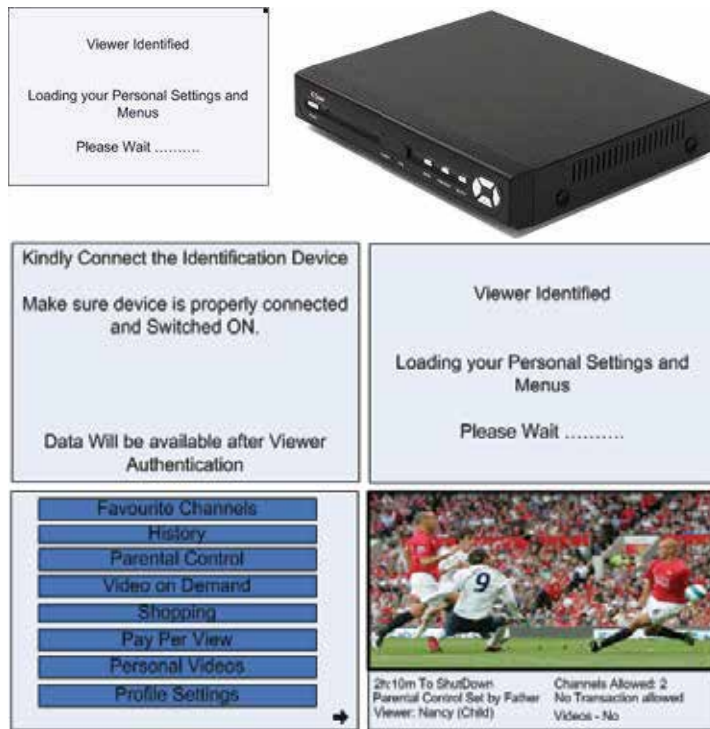 Viewer Identified
Loading your Personal Settings and
Menus
Please Wait ..........
Kindly Connect the Identification Device
Make sure device is properly connected
and Switched ON.
Data Will be available after Viewer
Authentication
Viewer Identified
Loading your Personal Settings and
Menus
Please Wait ..........
Favourite Channels
History
Parental Control
Video on Demand
Shopping
Pay Per View
Personal Videos
Profile Settings
9
2h:10m To ShutDown
Parental Control Set by Father
Viewer: Nancy (Child)
Channels Allowed: 2
No Transaction allowed
Videos - No